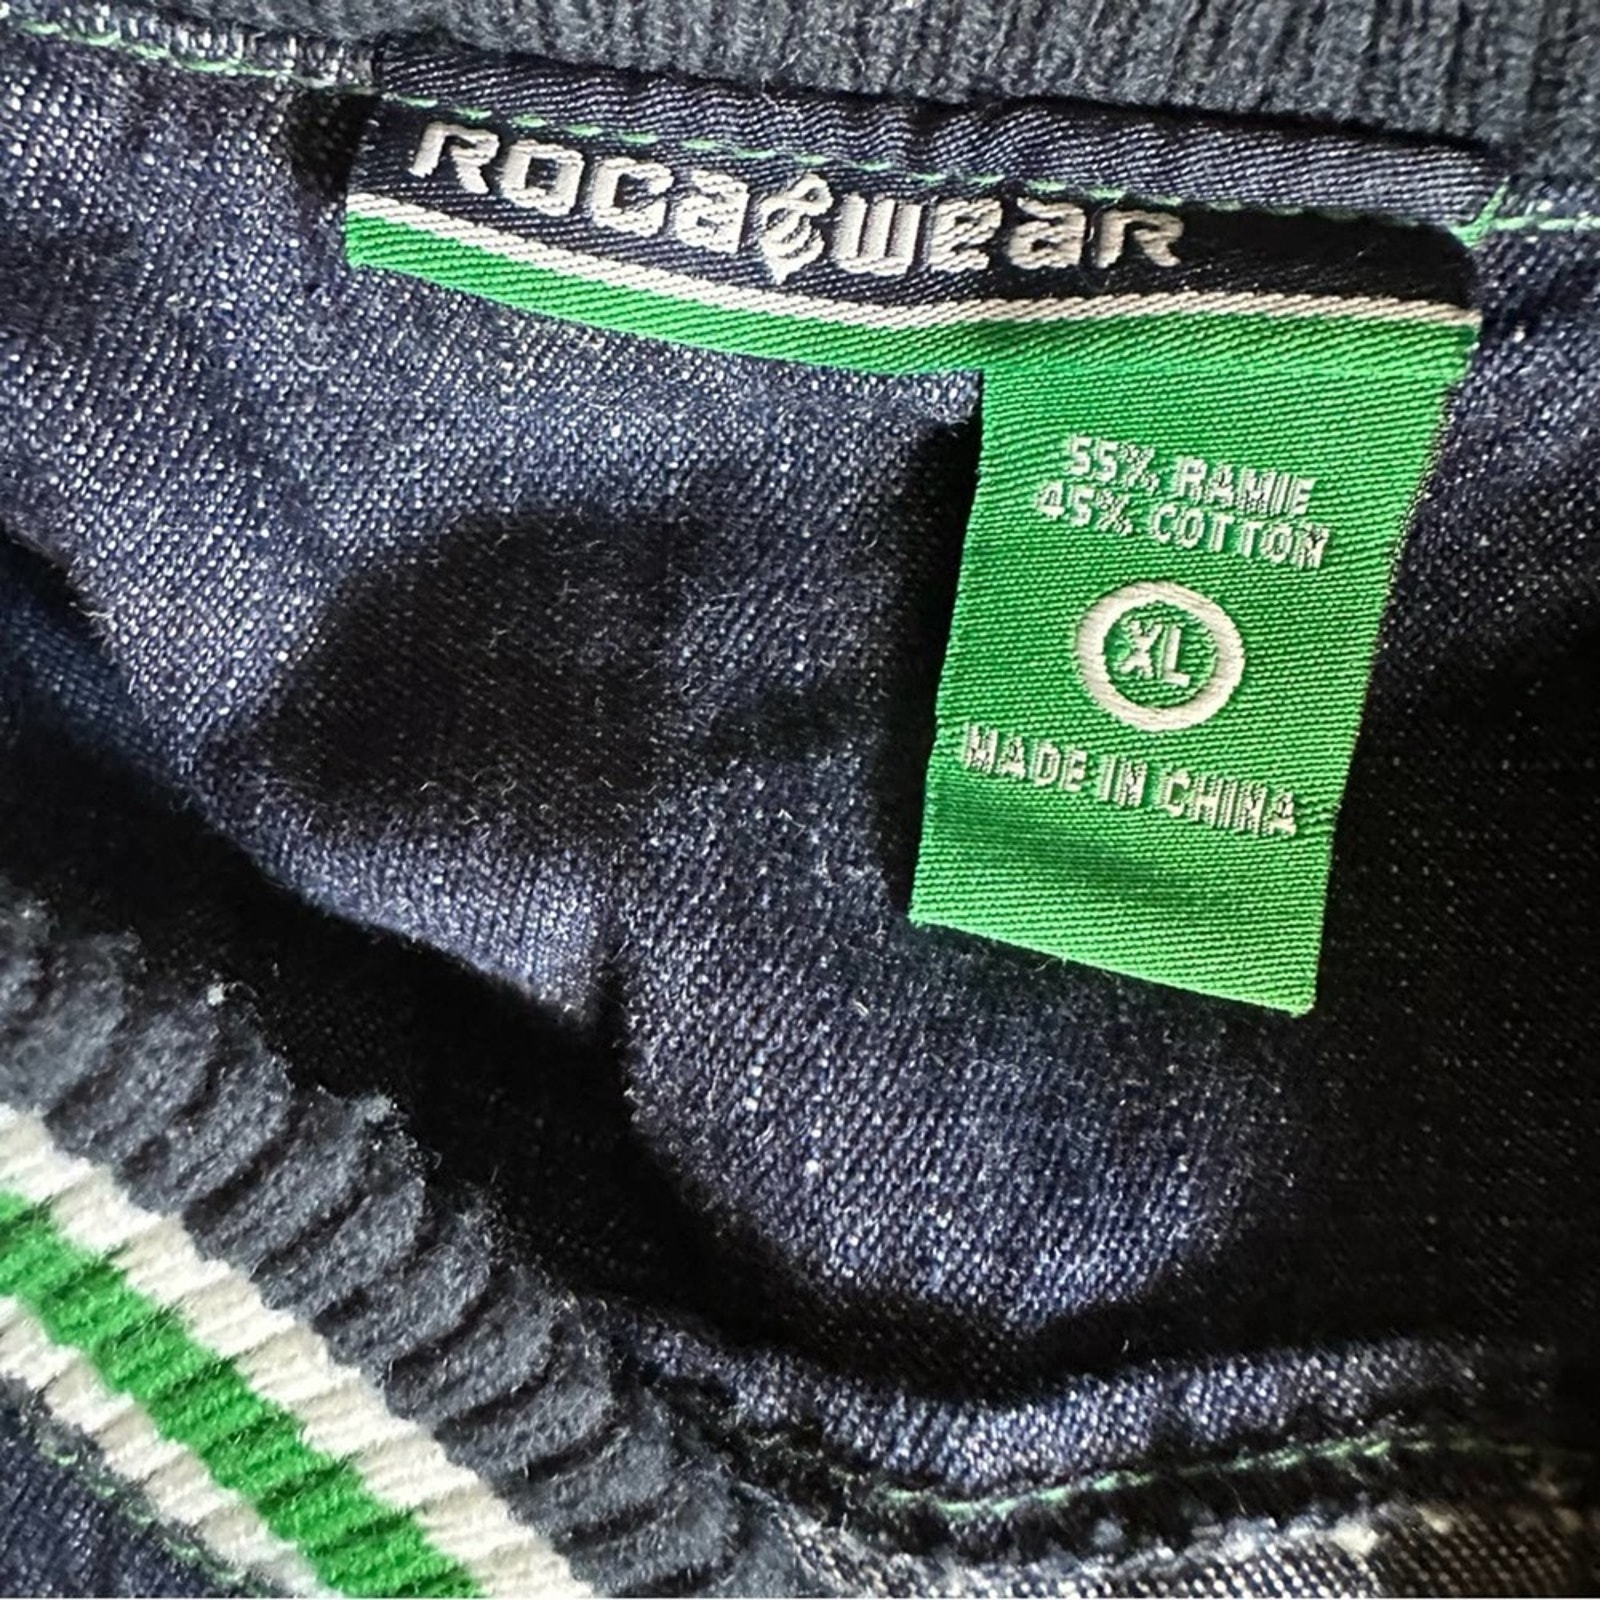 rocawear
55% RAMIE
45% COTTON
XL
MADE IN CHINA